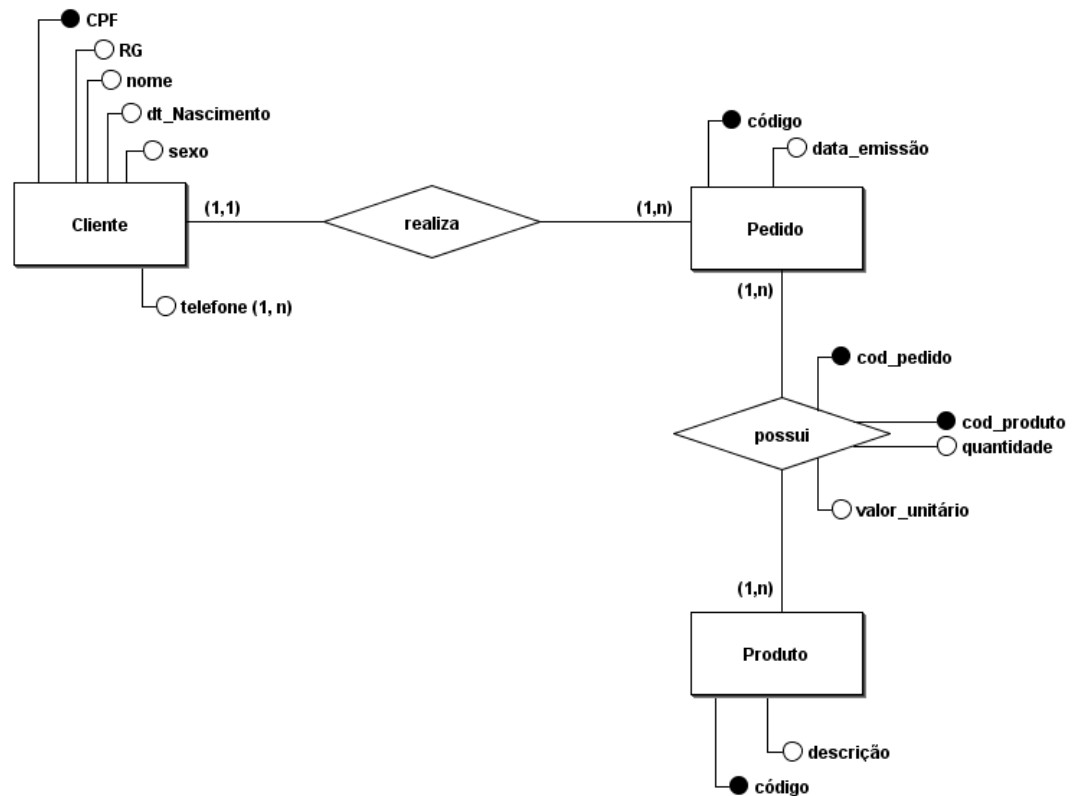 CPF
RG
nome
dt_Nascimento
sexo
Cliente
(1,1)
realiza
(1,n)
código
data_emissão
Pedido
telefone (1, n)
(1,n)
cod_pedido
possui
cod_produto
quantidade
valor_unitário
(1,n)
Produto
descrição
código